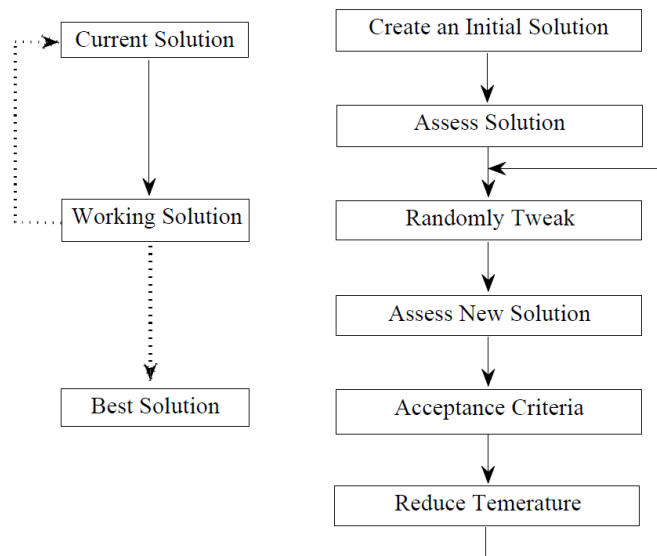 Current Solution
Working Solution
Best Solution
Create an Initial Solution
Assess Solution
Randomly Tweak
Assess New Solution
Acceptance Criteria
Reduce Temerature